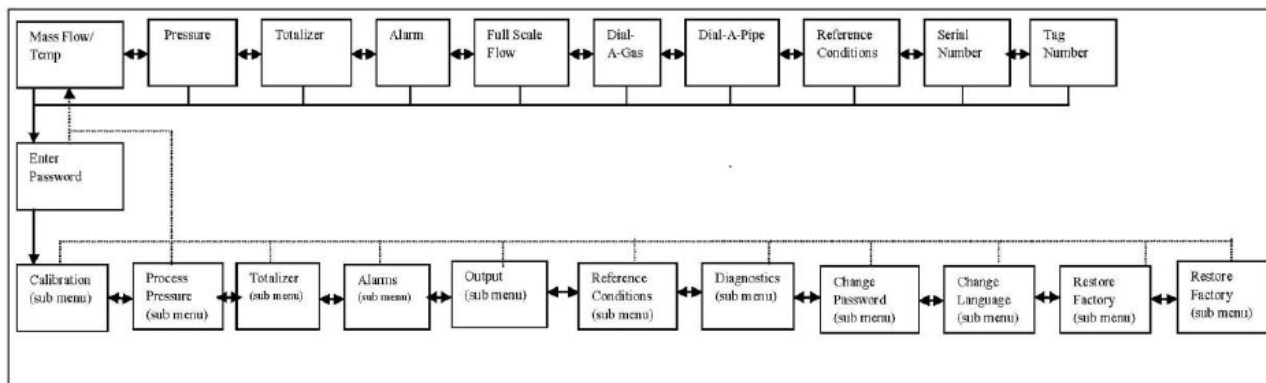 Mass Flow/
Temp
Pressure
Totalizer
Alarm
Full Scale
Flow
Dial-
A-Gas
Dial-A-Pipe
Reference
Conditions
Serial
Number
Tag
Number
Enter
Password
Calibration
(sub menu)
Process
Pressure
(sub menu)
Totalizer
(sub menu)
Alarms
(sub menu)
Output
(sub menu)
Reference
Conditions
(sub menu)
Diagnostics
(sub menu)
Change
Password
(sub menu)
Change
Language
(sub menu)
Restore
Factory
(sub menu)
Restore
Factory
(sub menu)